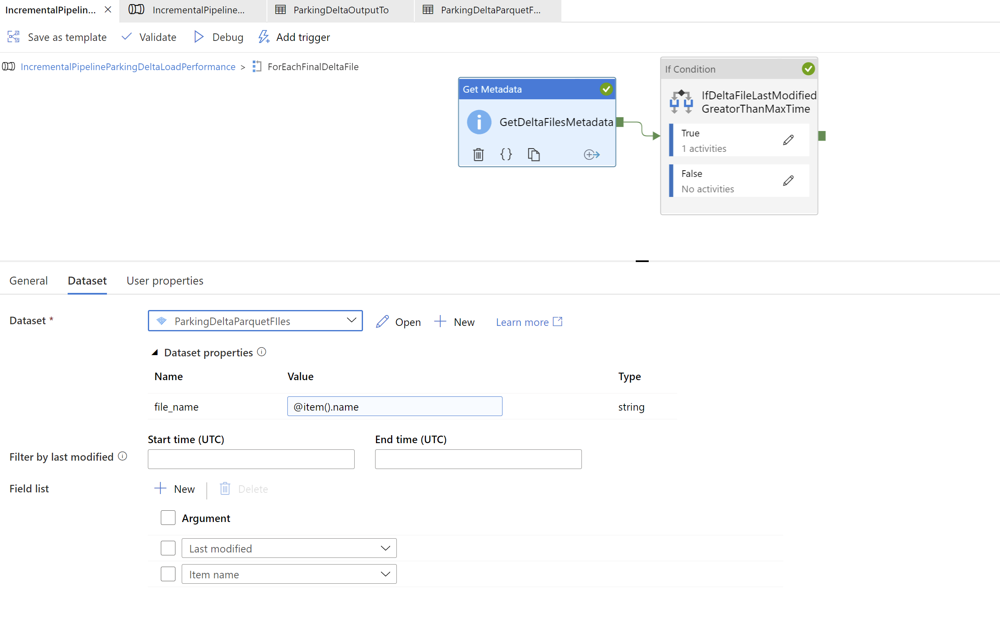 IncrementalPipelin...
IncrementalPipeline...
ParkingDeltaOutputTo
ParkingDeltaParquetF...
Save as template
Validate
Debug
Add trigger
IncrementalPipelineParkingDeltaLoadPerformance > ForEachFinalDeltaFile
Get Metadata
GetDeltaFilesMetadata
{}
If Condition
IfDeltaFileLastModified
GreatorThanMaxTime
True
1 activities
False
No activities
General
Dataset
User properties
Dataset *
ParkingDeltaParquetFIles
Open
New
Learn more
Dataset properties
Name
Value
Type
file_name
@item().name
string
Start time (UTC)
End time (UTC)
Filter by last modified
Field list
New
Delete
Argument
Last modified
Item name